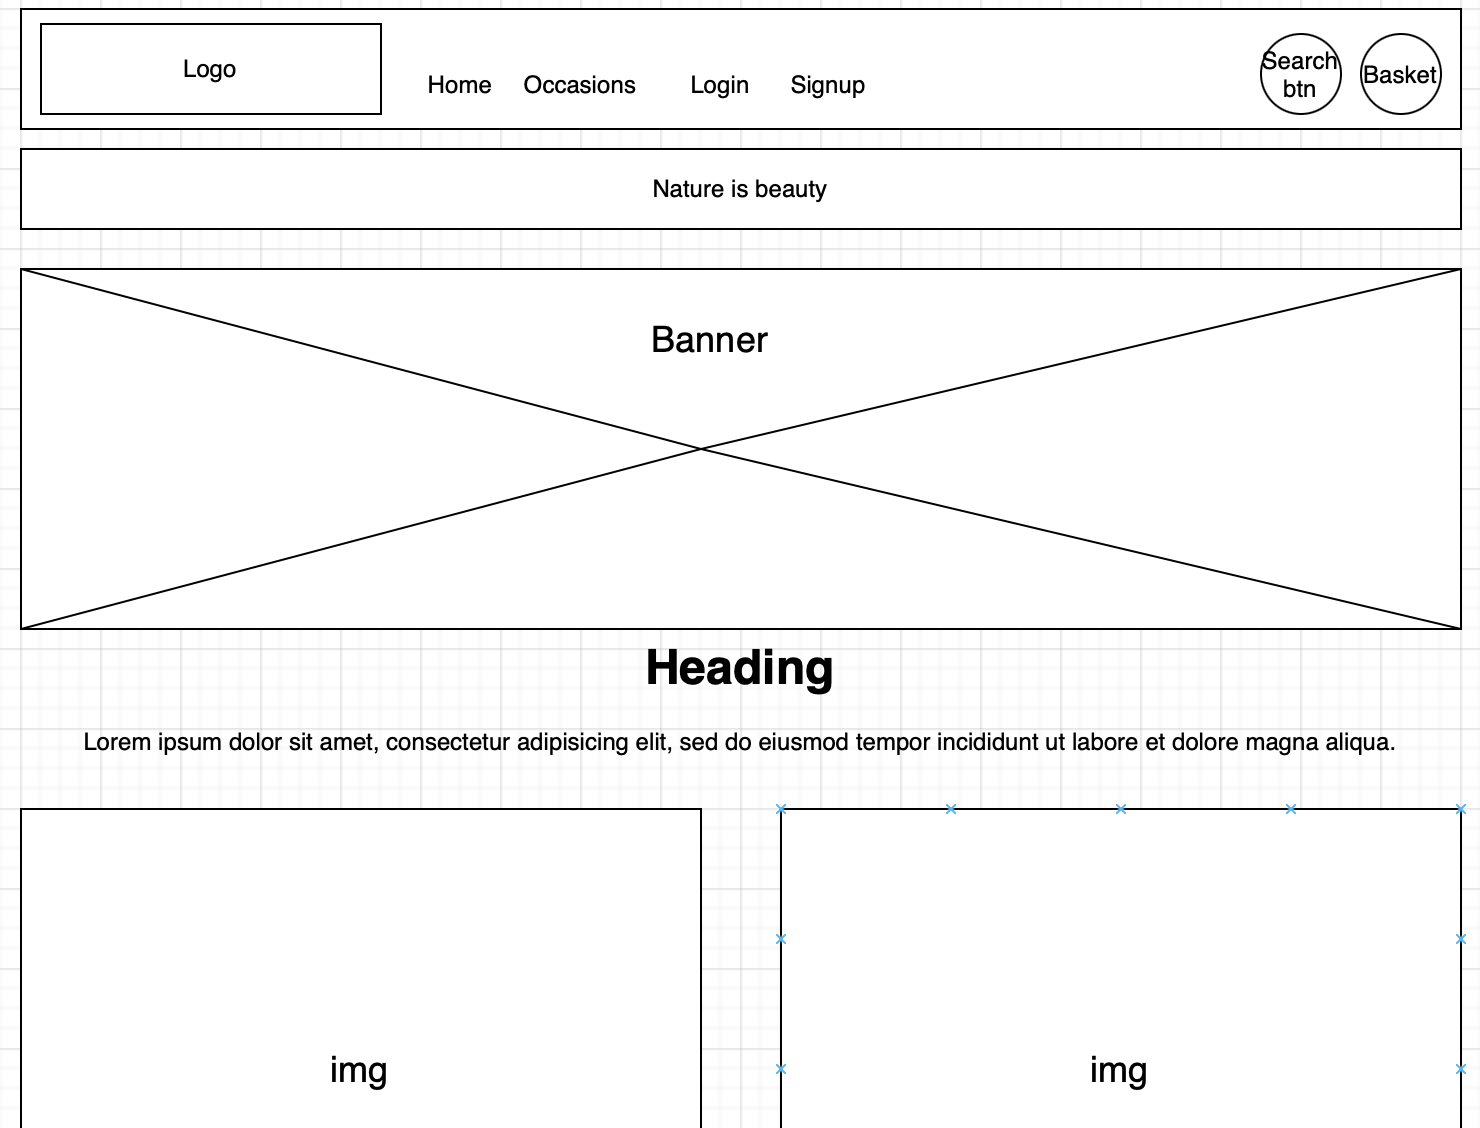 Logo
Home Occasions Login Signup
Search
btn
Basket
Nature is beauty
Banner
Heading
Lorem ipsum dolor sit amet, consectetur adipisicing elit, sed do eiusmod tempor incididunt ut labore et dolore magna aliqua.
img
img